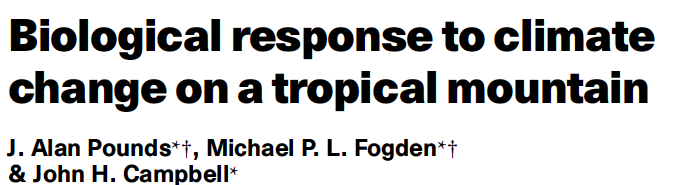 Biological response to climate
change on a tropical mountain
J. Alan Pounds*†, Michael P. L. Fogden*†
& John H. Campbell*